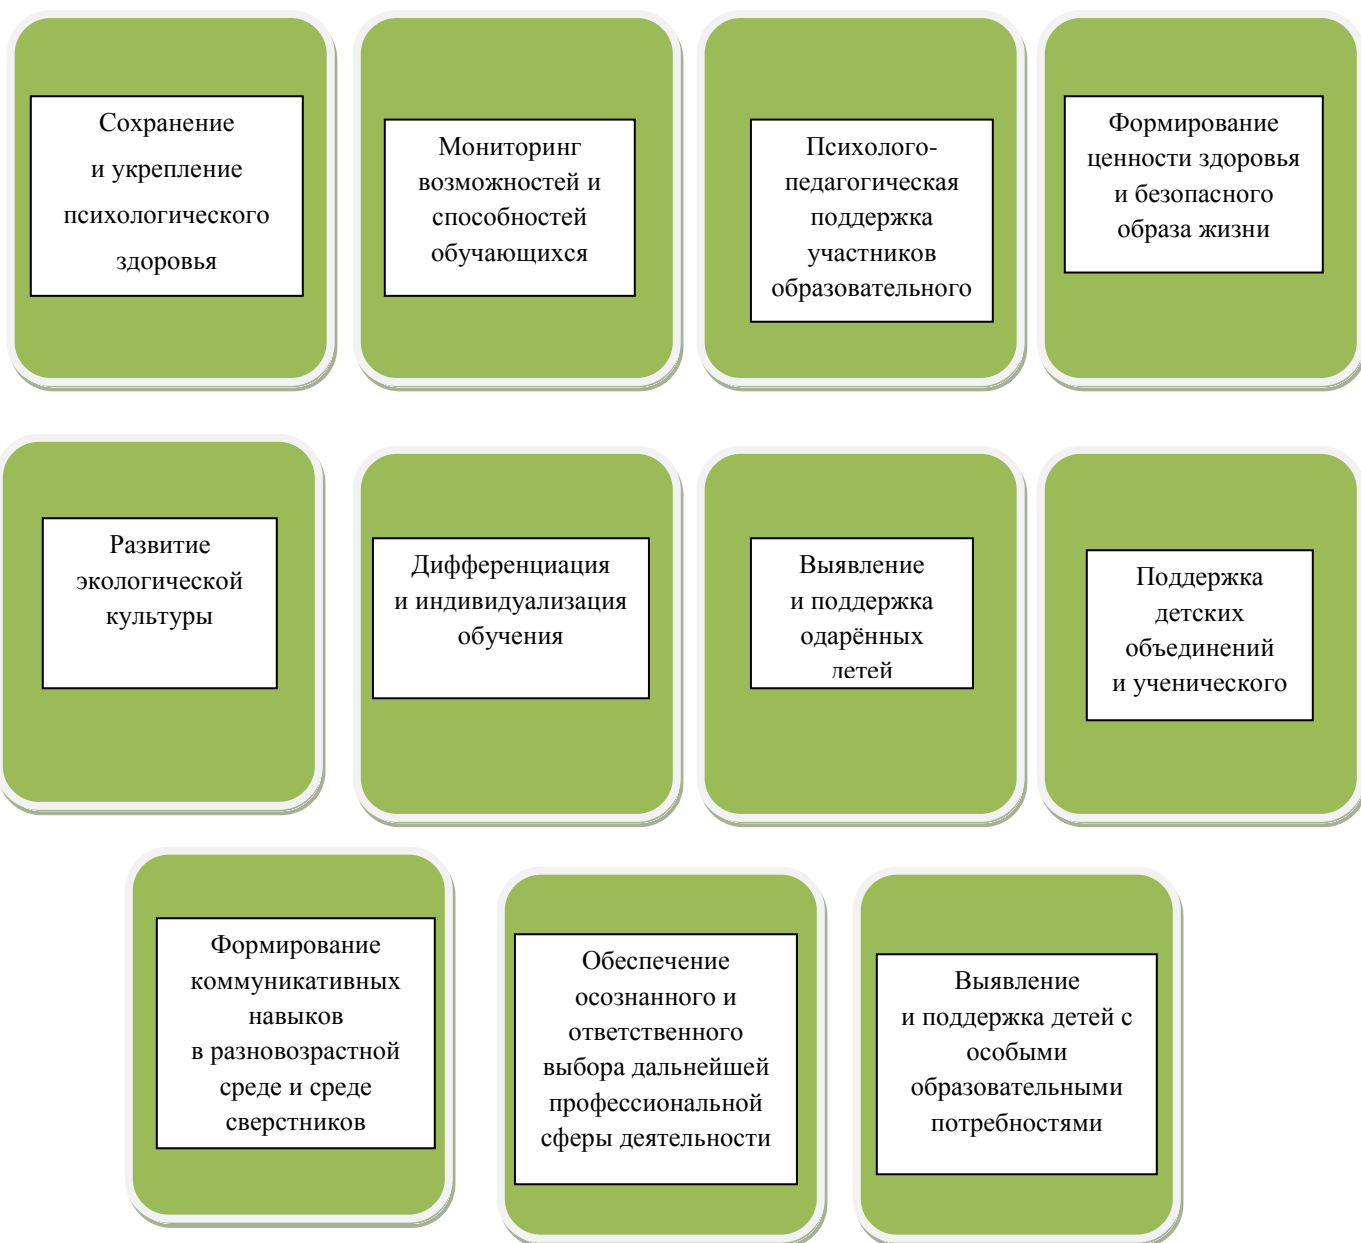 Сохранение
и укрепление
психологического
здоровья
Мониторинг
возможностей и
способностей
обучающихся
Психолого-
педагогическая
поддержка
участников
образовательного
Формирование
ценности здоровья
и безопасного
образа жизни
Развитие
экологической
культуры
Дифференциация
и индивидуализация
обучения
Выявление
и поддержка
одарённых
детей
Поддержка
детских
объединений
и ученического
Формирование
коммуникативных
навыков
в разновозрастной
среде и среде
сверстников
Обеспечение
осознанного и
ответственного
выбора дальнейшей
профессиональной
сферы деятельности
Выявление
и поддержка детей с
особыми
образовательными
потребностями